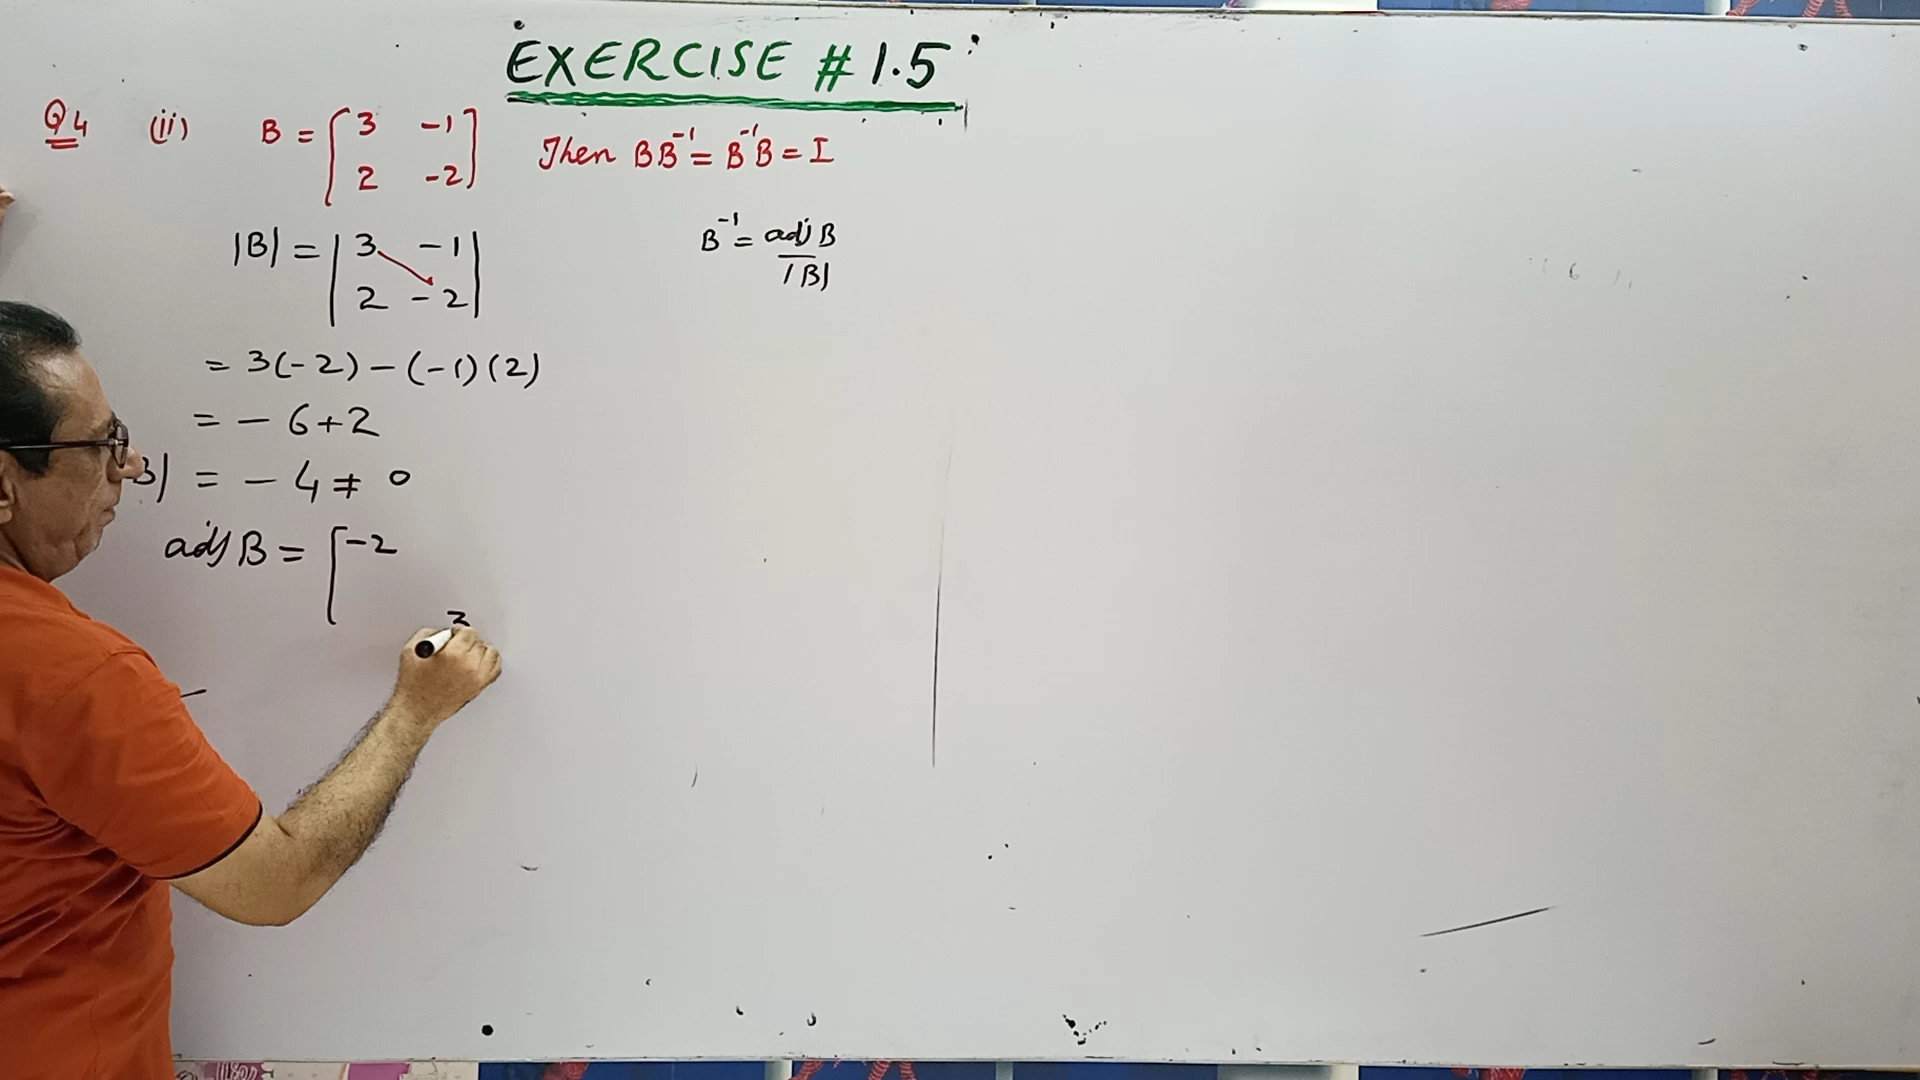 EXERCISE # 1.5
Q4 (ii) B = [3 -1
2 -2] Then BB⁻¹ = B⁻¹B = I
|B| = |3 -1
2 -2|
= 3(-2) - (-1)(2)
= - 6+2
B| = - 4 ≠ 0
adj B = [-2
3
B⁻¹ = adj B
|B|